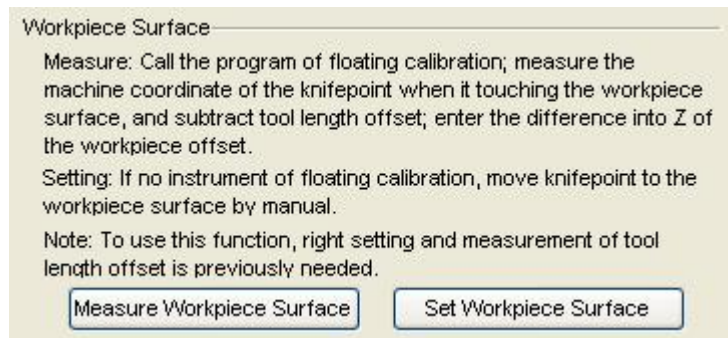 Workpiece Surface
Measure: Call the program of floating calibration; measure the
machine coordinate of the knifepoint when it touching the workpiece
surface, and subtract tool length offset; enter the difference into Z of
the workpiece offset.
Setting: If no instrument of floating calibration, move knifepoint to the
workpiece surface by manual.
Note: To use this function, right setting and measurement of tool
length offset is previously needed.
Measure Workpiece Surface
Set Workpiece Surface